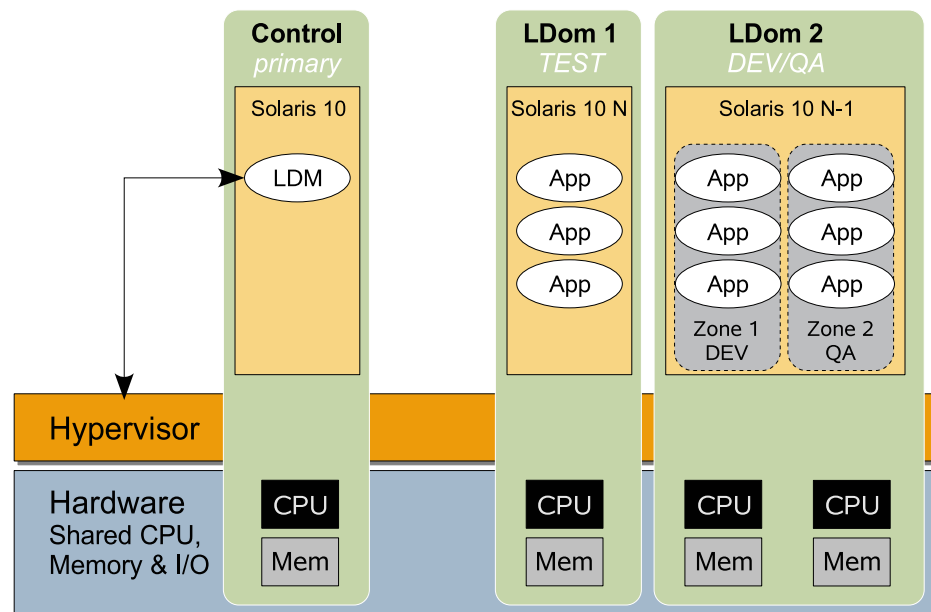 Control
primary
Solaris 10
LDM
LDom 1
TEST
Solaris 10 N
App
App
App
LDom 2
DEV/QA
Solaris 10 N-1
App
App
App
Zone 1
DEV
App
App
App
Zone 2
QA
Hypervisor
Hardware
Shared CPU,
Memory & I/O
CPU
Mem
CPU
Mem
CPU
Mem
CPU
Mem